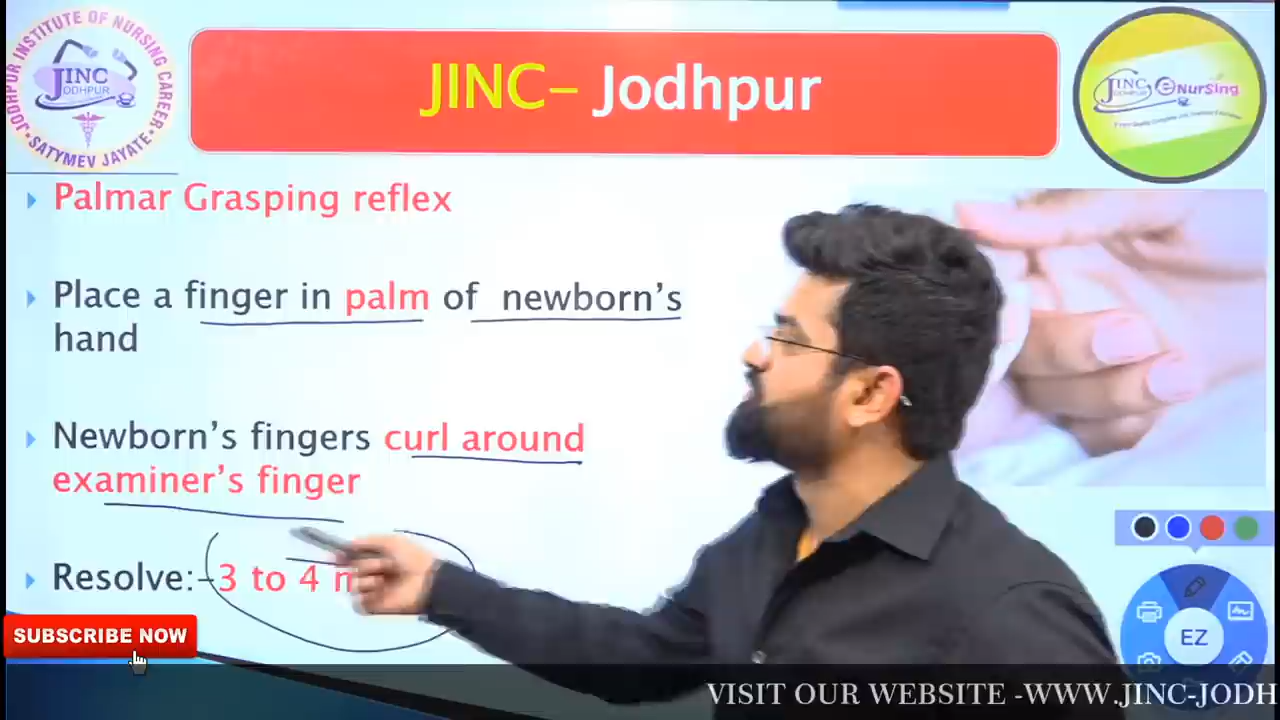 JODHPUR INSTITUTE OF NURSING CAREER
JINC
JODHPUR
SATYMEV JAYATE
JINC– Jodhpur
JINC
JODHPUR
eNursing
Palmar Grasping reflex
Place a finger in palm of newborn's
hand
Newborn's fingers curl around
examiner's finger
Resolve:-3 to 4
SUBSCRIBE NOW
EZ
VISIT OUR WEBSITE -WWW.JINC-JODH